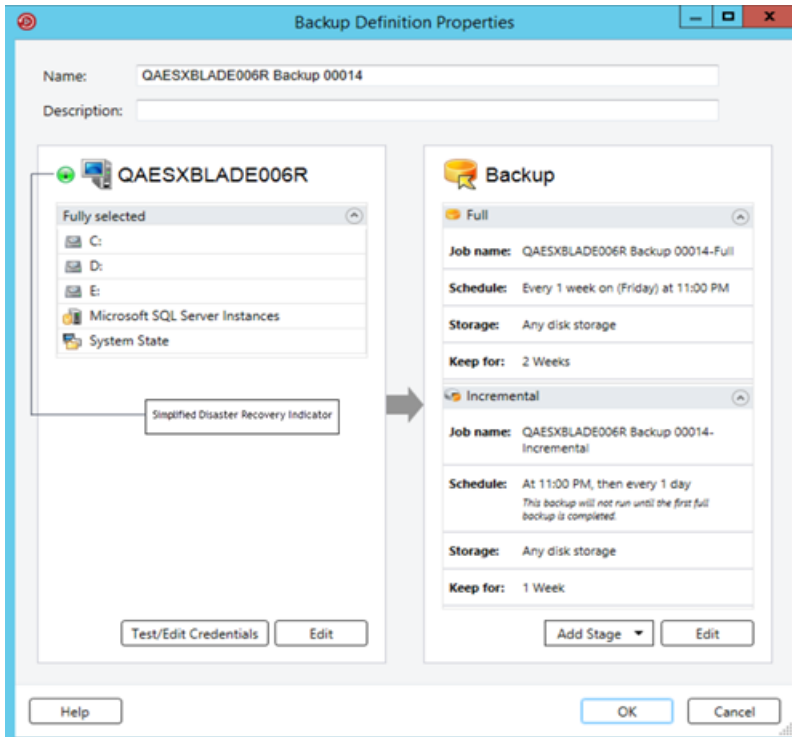 Backup Definition Properties
Name: QAESXBLADE006R Backup 00014
Description:
QAESXBLADE006R
Fully selected
C:
D:
E:
Microsoft SQL Server Instances
System State
Simplified Disaster Recovery Indicator
Test/Edit Credentials Edit
Backup
Full
Job name: QAESXBLADE006R Backup 00014-Full
Schedule: Every 1 week on (Friday) at 11:00 PM
Storage: Any disk storage
Keep for: 2 Weeks
Incremental
Job name: QAESXBLADE006R Backup 00014-
Incremental
Schedule: At 11:00 PM, then every 1 day
This backup will not run until the first full
backup is completed.
Storage: Any disk storage
Keep for: 1 Week
Add Stage Edit
Help OK Cancel